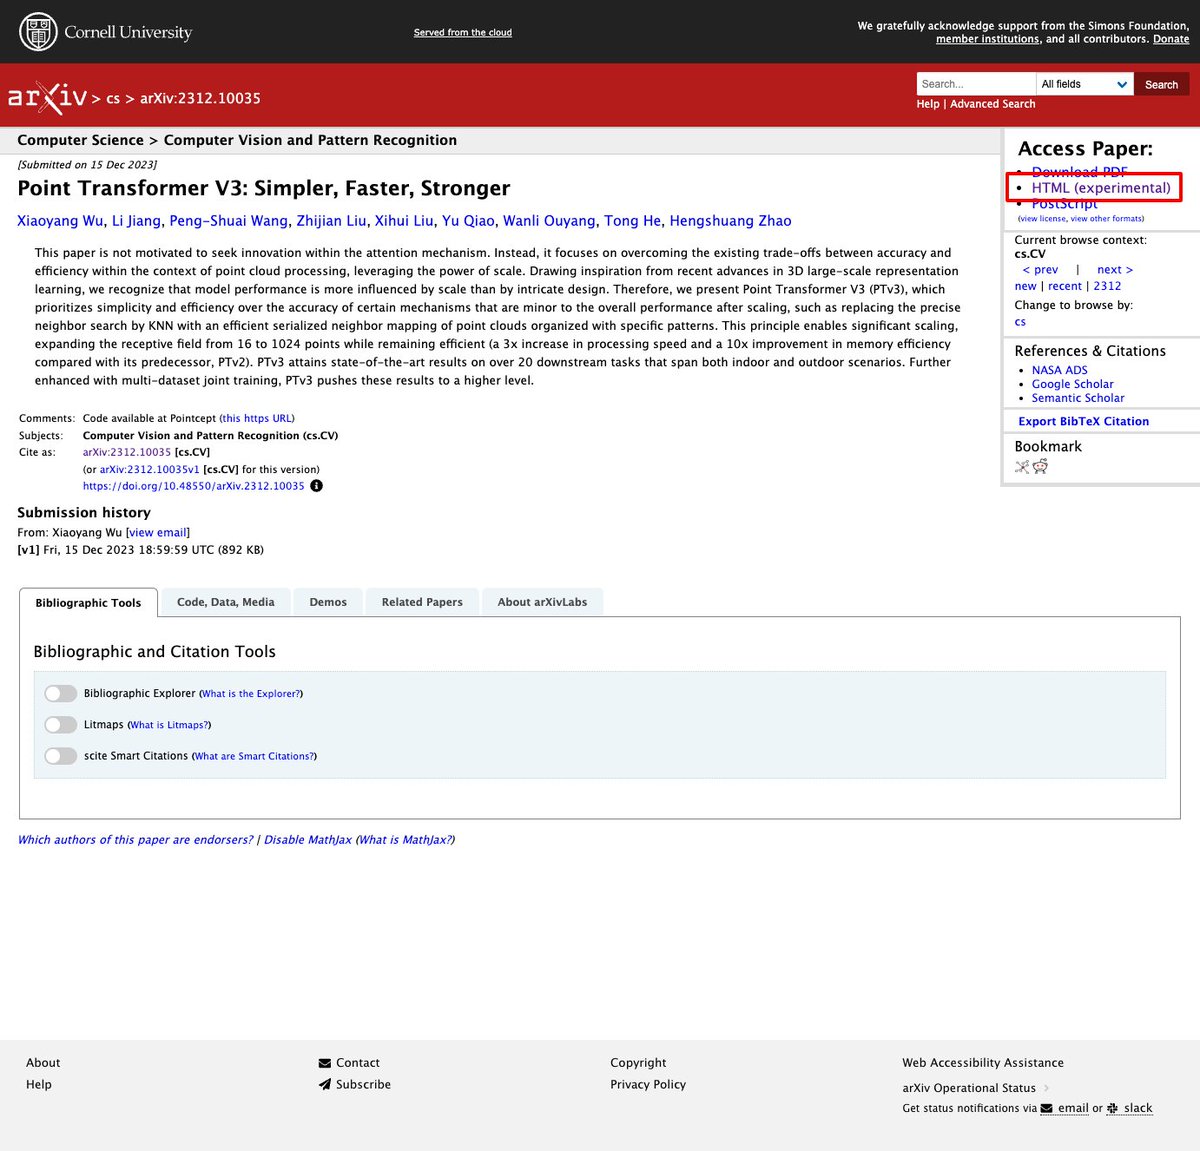 Cornell University
Served from the cloud
We gratefully acknowledge support from the Simons Foundation,
member institutions, and all contributors. Donate
arXiv > cs > arXiv:2312.10035
Search...
All fields
Search
Help | Advanced Search
Computer Science > Computer Vision and Pattern Recognition
[Submitted on 15 Dec 2023]
Point Transformer V3: Simpler, Faster, Stronger
Xiaoyang Wu, Li Jiang, Peng-Shuai Wang, Zhijian Liu, Xihui Liu, Yu Qiao, Wanli Ouyang, Tong He, Hengshuang Zhao
This paper is not motivated to seek innovation within the attention mechanism. Instead, it focuses on overcoming the existing trade-offs between accuracy and
efficiency within the context of point cloud processing, leveraging the power of scale. Drawing inspiration from recent advances in 3D large-scale representation
learning, we recognize that model performance is more influenced by scale than by intricate design. Therefore, we present Point Transformer V3 (PTv3), which
prioritizes simplicity and efficiency over the accuracy of certain mechanisms that are minor to the overall performance after scaling, such as replacing the precise
neighbor search by KNN with an efficient serialized neighbor mapping of point clouds organized with specific patterns. This principle enables significant scaling,
expanding the receptive field from 16 to 1024 points while remaining efficient (a 3x increase in processing speed and a 10x improvement in memory efficiency
compared with its predecessor, PTv2). PTv3 attains state-of-the-art results on over 20 downstream tasks that span both indoor and outdoor scenarios. Further
enhanced with multi-dataset joint training, PTv3 pushes these results to a higher level.
Comments: Code available at Pointcept (this https URL)
Subjects: Computer Vision and Pattern Recognition (cs.CV)
Cite as: arXiv:2312.10035 [cs.CV]
(or arXiv:2312.10035v1 [cs.CV] for this version)
https://doi.org/10.48550/arXiv.2312.10035
Submission history
From: Xiaoyang Wu [view email]
[v1] Fri, 15 Dec 2023 18:59:59 UTC (892 KB)
Access Paper:
Download PDF
HTML (experimental)
PostScript
(view license, view other formats)
Current browse context:
cs.CV
< prev | next >
new | recent | 2312
Change to browse by:
cs
References & Citations
NASA ADS
Google Scholar
Semantic Scholar
Export BibTeX Citation
Bookmark
Bibliographic Tools
Code, Data, Media
Demos
Related Papers
About arXivLabs
Bibliographic and Citation Tools
Bibliographic Explorer (What is the Explorer?)
Litmaps (What is Litmaps?)
scite Smart Citations (What are Smart Citations?)
Which authors of this paper are endorsers? | Disable MathJax (What is MathJax?)
About
Help
Contact
Subscribe
Copyright
Privacy Policy
Web Accessibility Assistance
arXiv Operational Status >
Get status notifications via email or slack